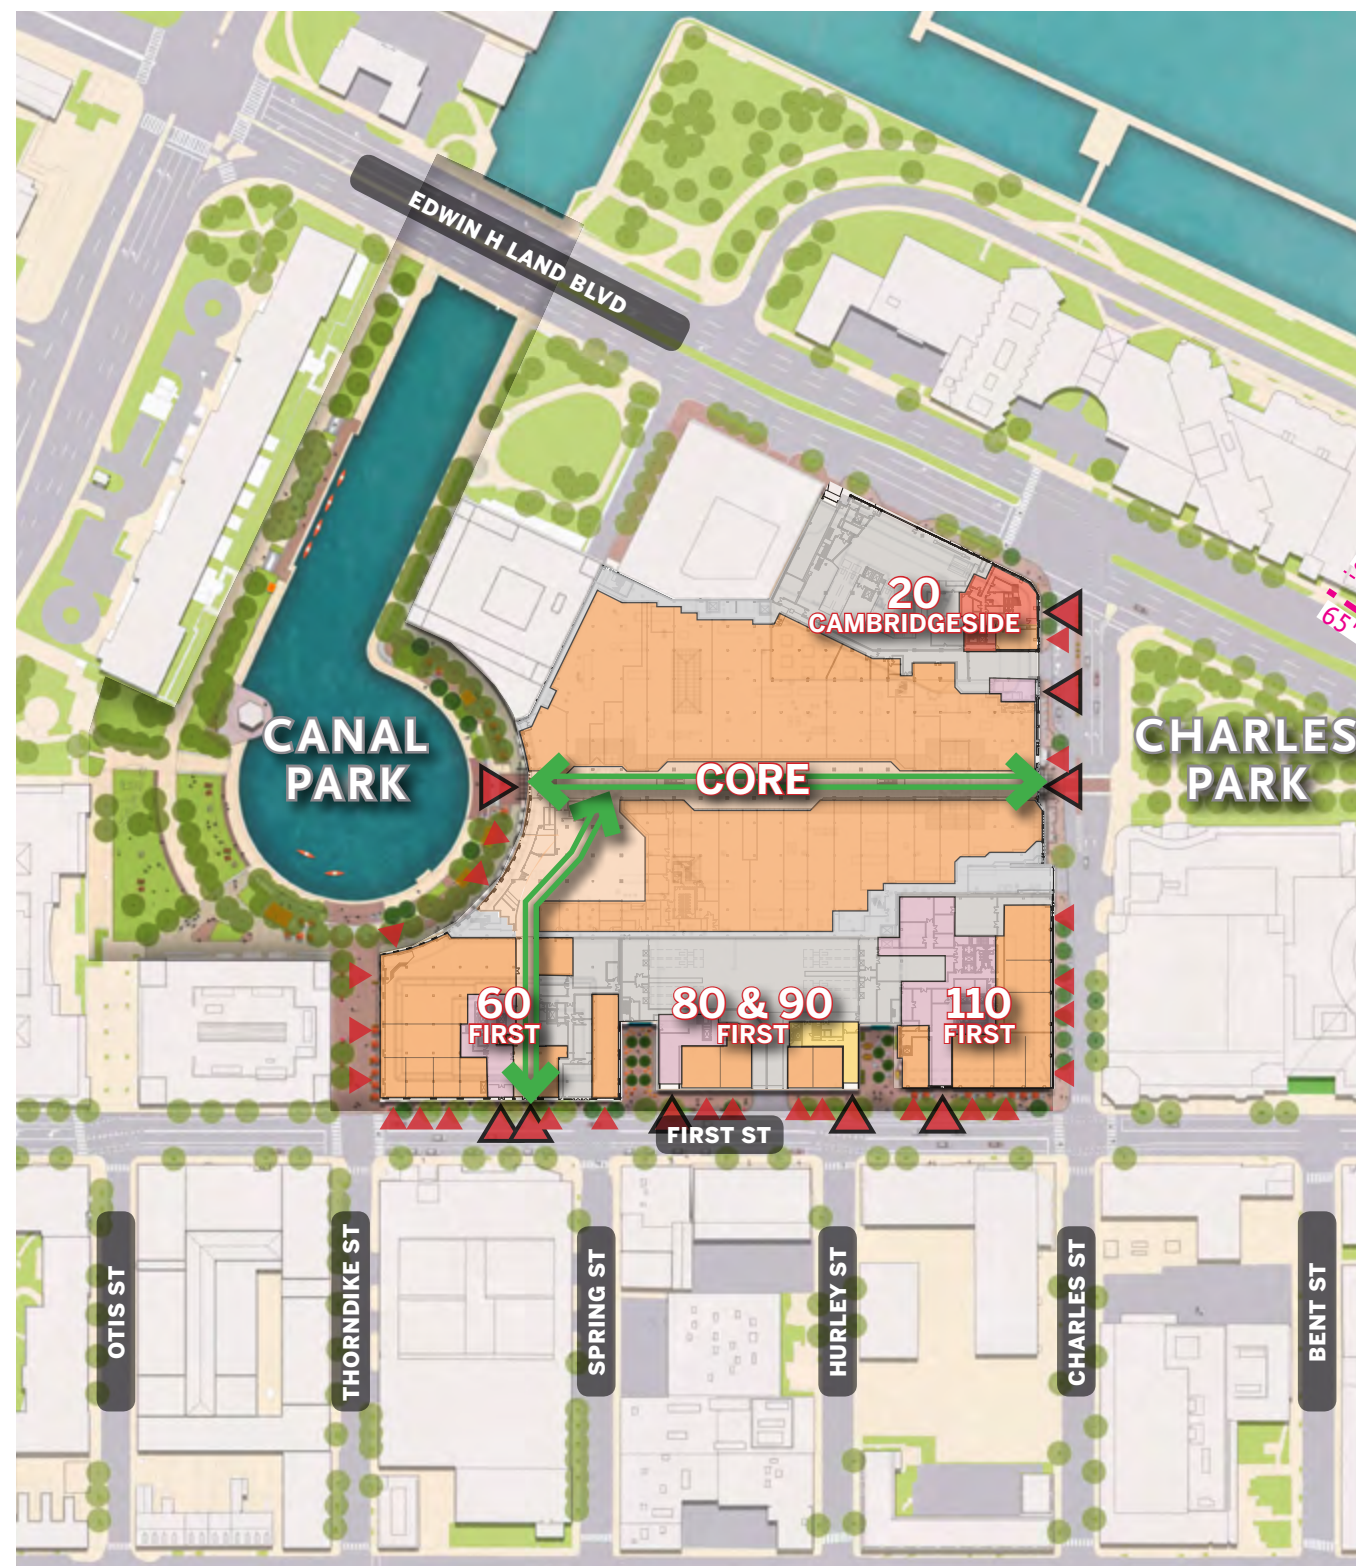 EDWIN H LAND BLVD
20
CAMBRIDGESIDE
65'
CANAL
PARK
CORE
CHARLES
PARK
60
FIRST
80 & 90
FIRST
110
FIRST
FIRST ST
OTIS ST
THORNDIKE ST
SPRING ST
HURLEY ST
CHARLES ST
BENT ST